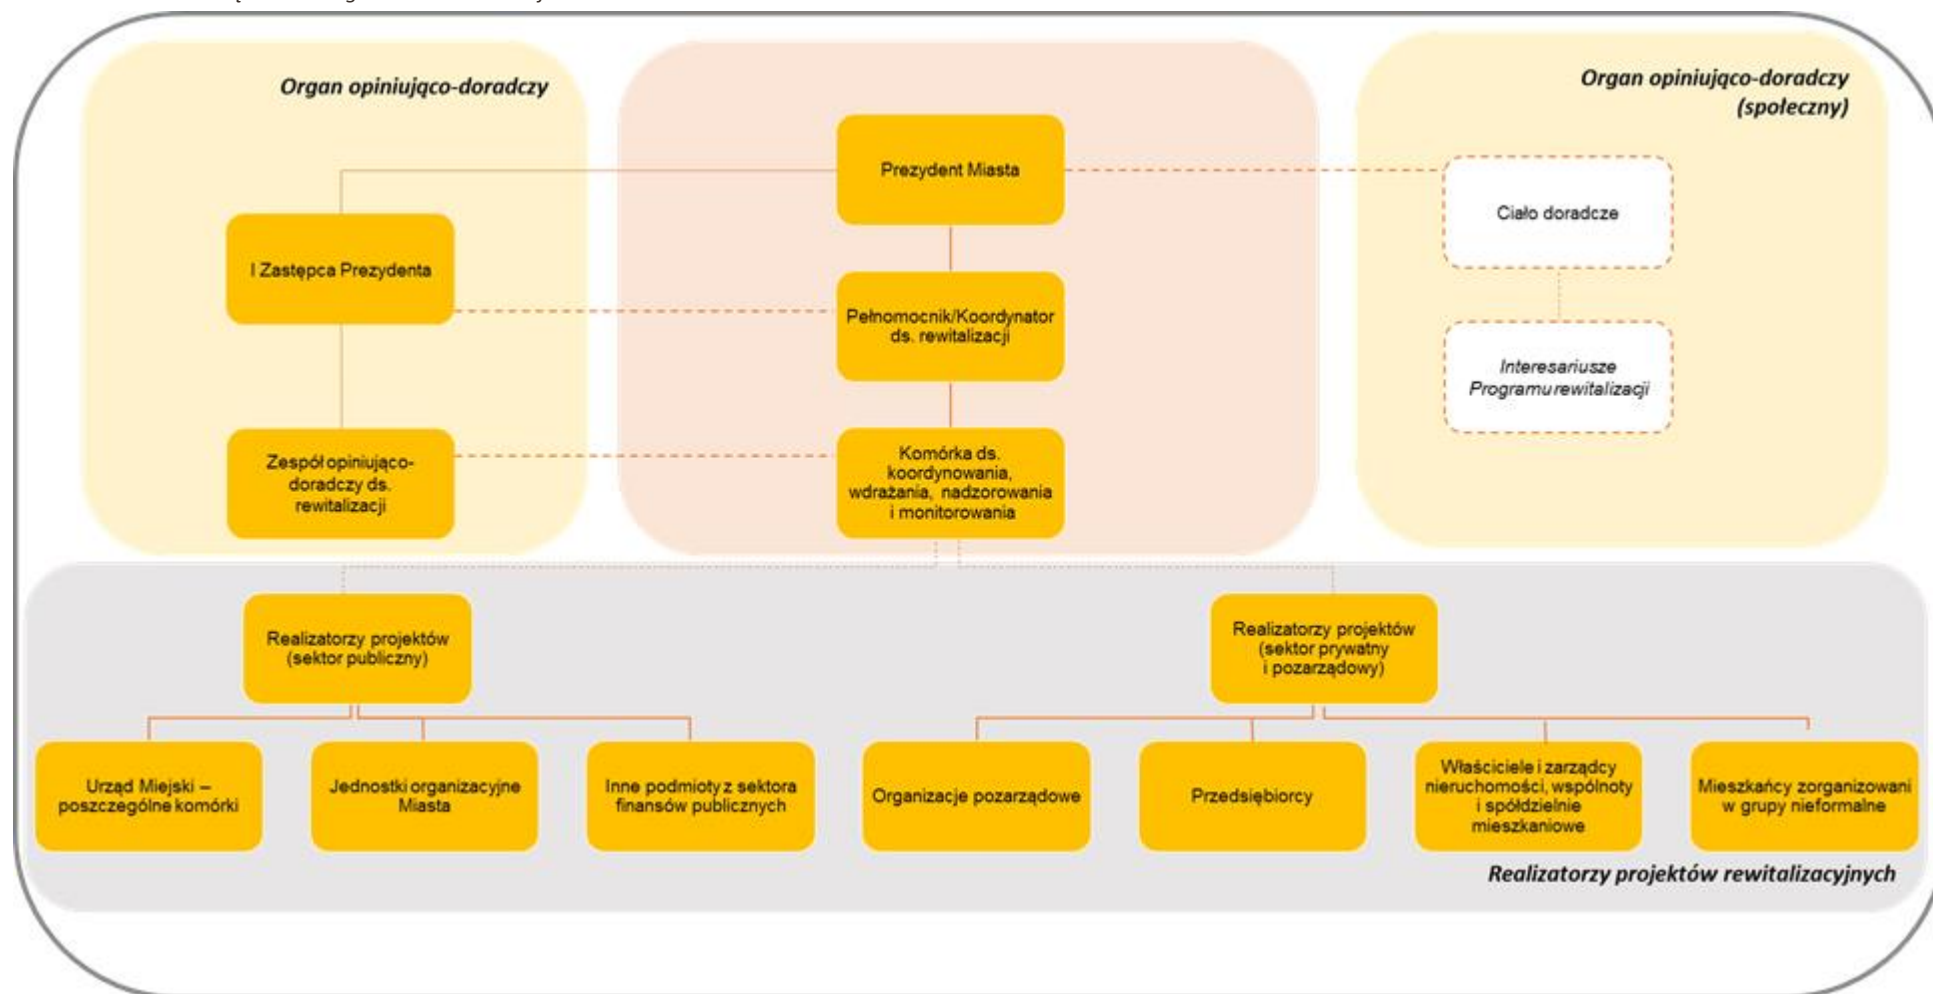 Organ opiniująco-doradczy
Organ opiniująco-doradczy
(społeczny)
Prezydent Miasta
Ciało doradcze
I Zastępca Prezydenta
Pełnomocnik/Koordynator
ds. rewitalizacji
Interesariusze
Programu rewitalizacji
Zespół opiniująco-
doradczy ds.
rewitalizacji
Komórka ds.
koordynowania,
wdrażania, nadzorowania
i monitorowania
Realizatorzy projektów
(sektor publiczny)
Realizatorzy projektów
(sektor prywatny
i pozarządowy)
Urząd Miejski –
poszczególne komórki
Jednostki organizacyjne
Miasta
Inne podmioty z sektora
finansów publicznych
Organizacje pozarządowe
Przedsiębiorcy
Właściciele i zarządcy
nieruchomości, wspólnoty
i spółdzielnie
mieszkaniowe
Mieszkańcy zorganizowani
w grupy nieformalne
Realizatorzy projektów rewitalizacyjnych